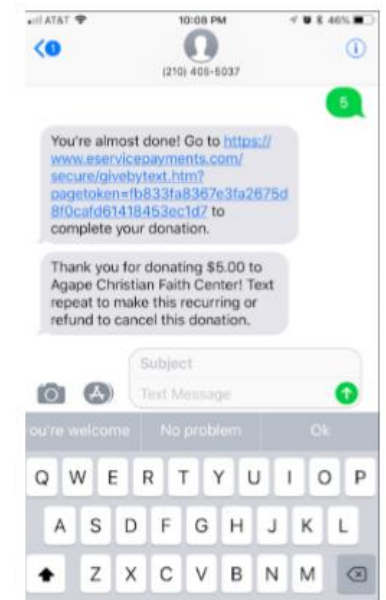 AT&T
10:08 PM
46%
1
(210) 405-5037
5
You're almost done! Go to https://
www.eservicepayments.com/
secure/givebytext.htm?
pagetoken=fb833fa8367e3fa2675d
8f0cafd61418453ec1d7 to
complete your donation.
Thank you for donating $5.00 to
Agape Christian Faith Center! Text
repeat to make this recurring or
refund to cancel this donation.
Subject
Text Message
ou're welcome No problem Ok
Q W E R T Y U I O P
A S D F G H J K L
Z X C V B N M